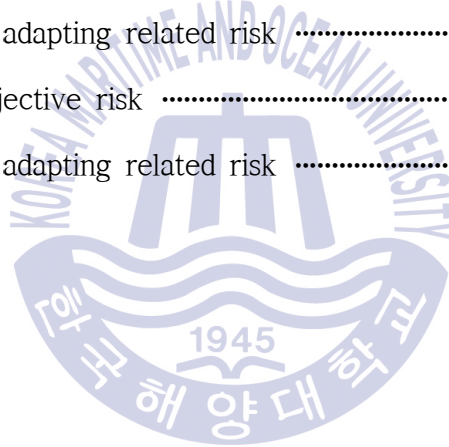 adapting related risk ························
jective risk ··············································
adapting related risk ························
KOREA MARITIME AND OCEAN UNIVERSITY
1945
한국해양대학교